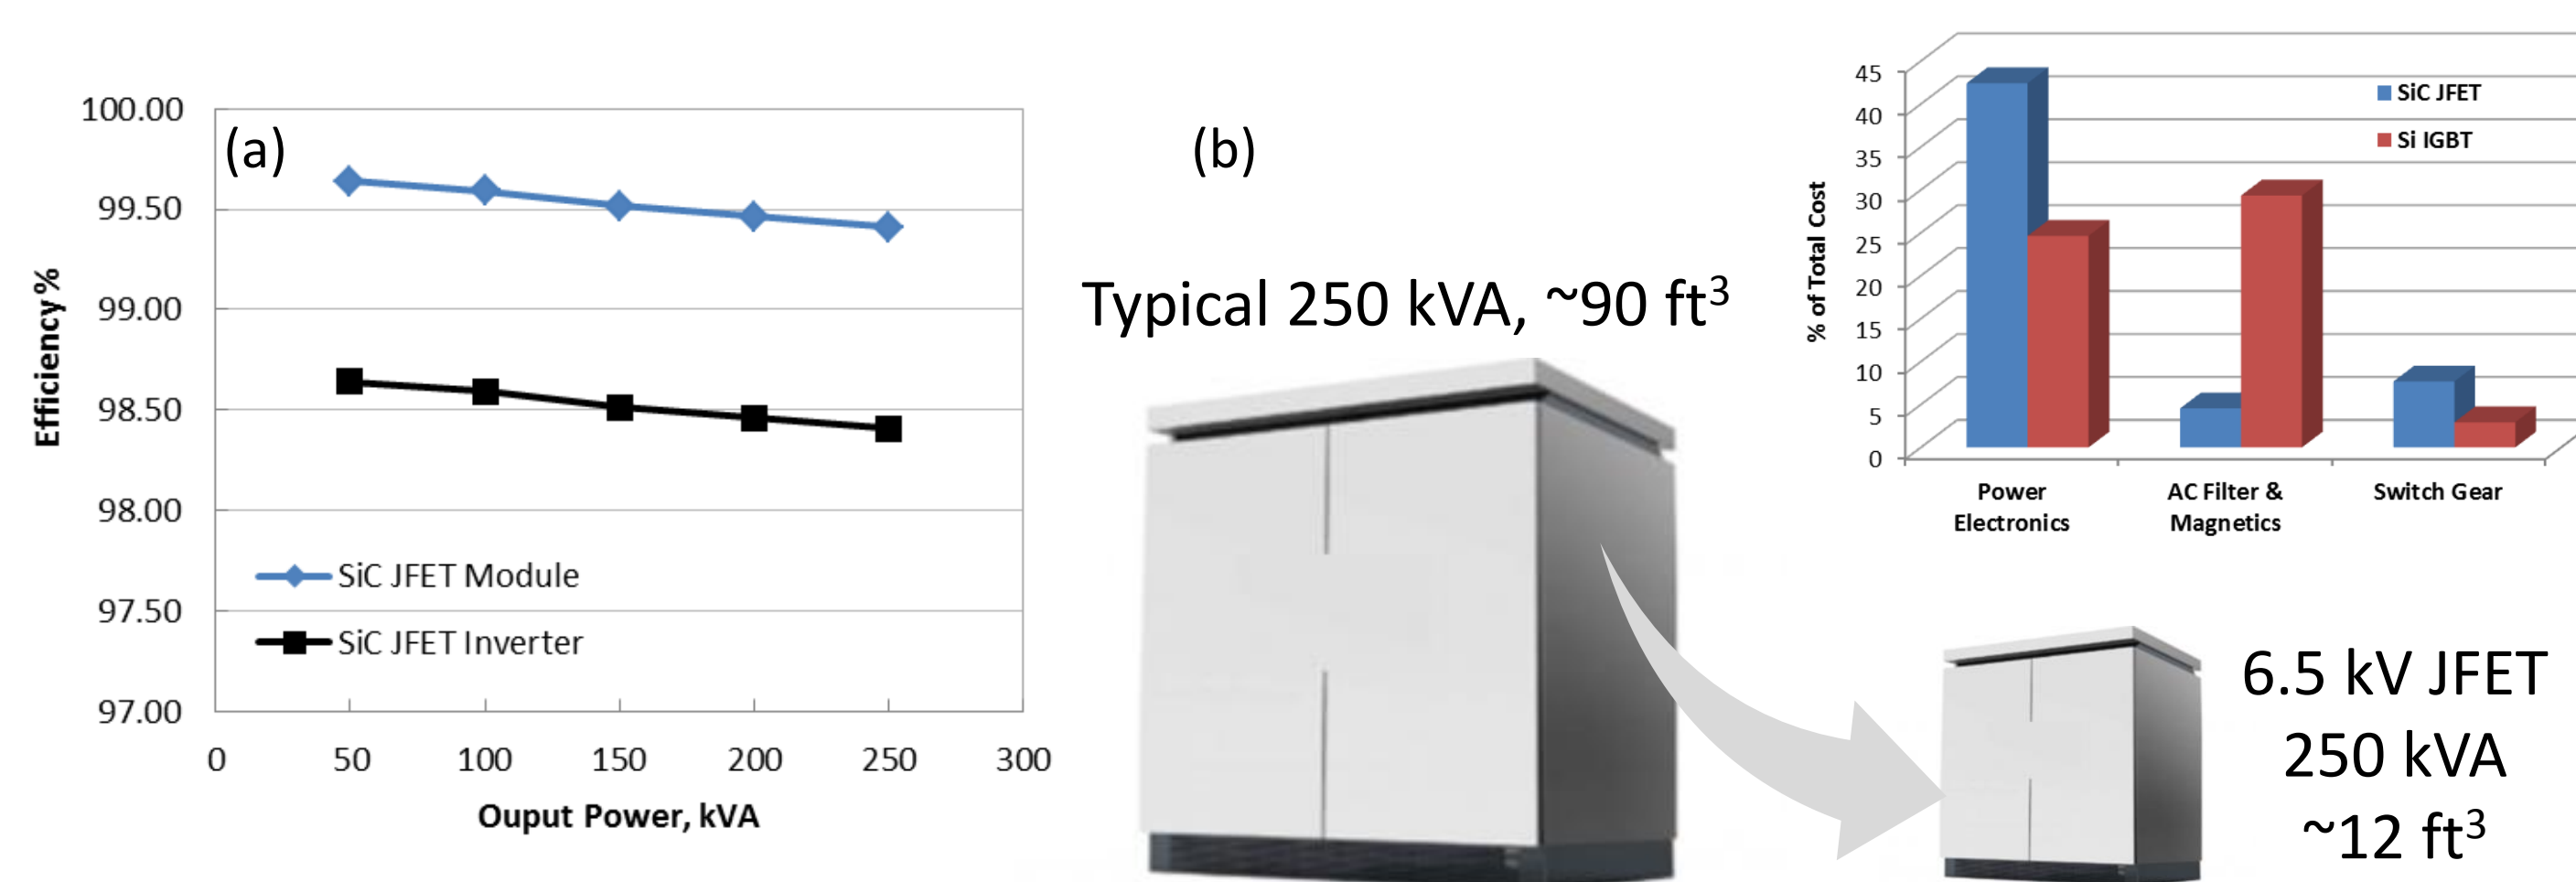 (a)
100.00
99.50
99.00
98.50
98.00
97.50
97.00
Efficiency%
SiC JFET Module
SiC JFET Inverter
0 50 100 150 200 250 300
Ouput Power, kVA
(b)
Typical 250 kVA, ~90 ft³
45
40
35
30
25
20
15
10
5
0
% of Total Cost
SiC JFET
Si IGBT
Power
Electronics
AC Filter &
Magnetics
Switch Gear
6.5 kV JFET
250 kVA
~12 ft³